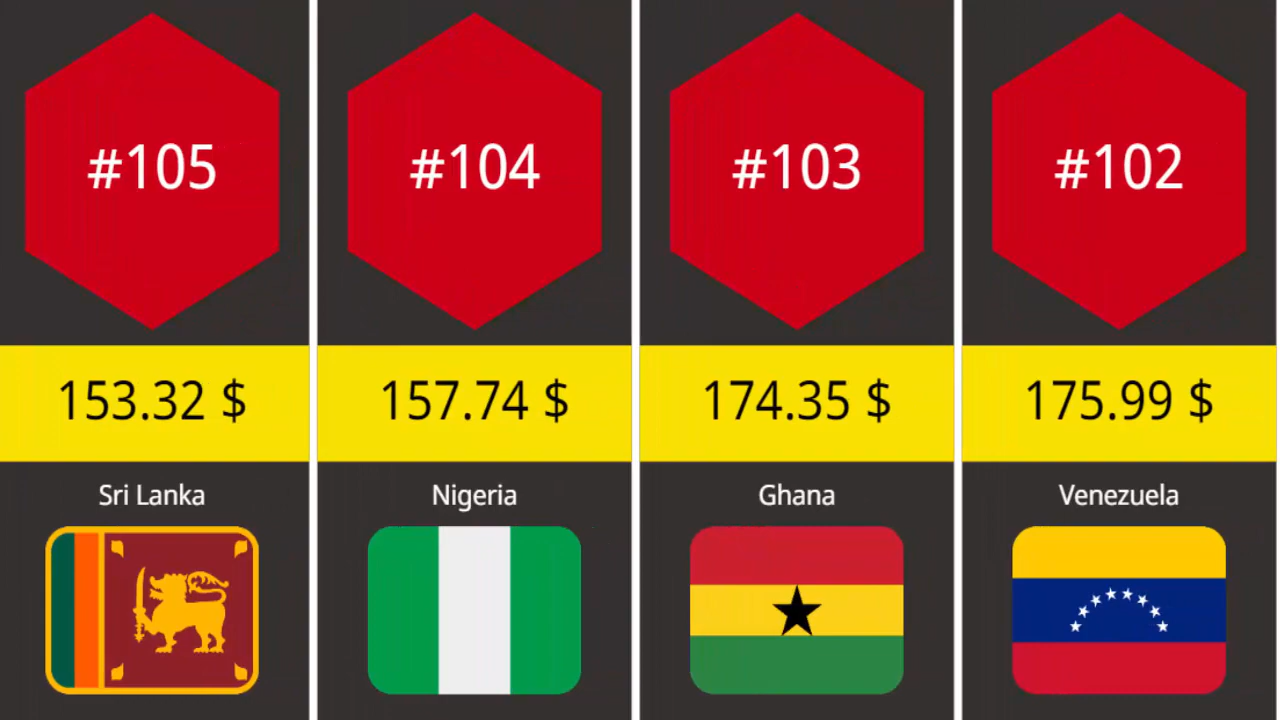 #105
#104
#103
#102
153.32 $
157.74 $
174.35 $
175.99 $
Sri Lanka
Nigeria
Ghana
Venezuela